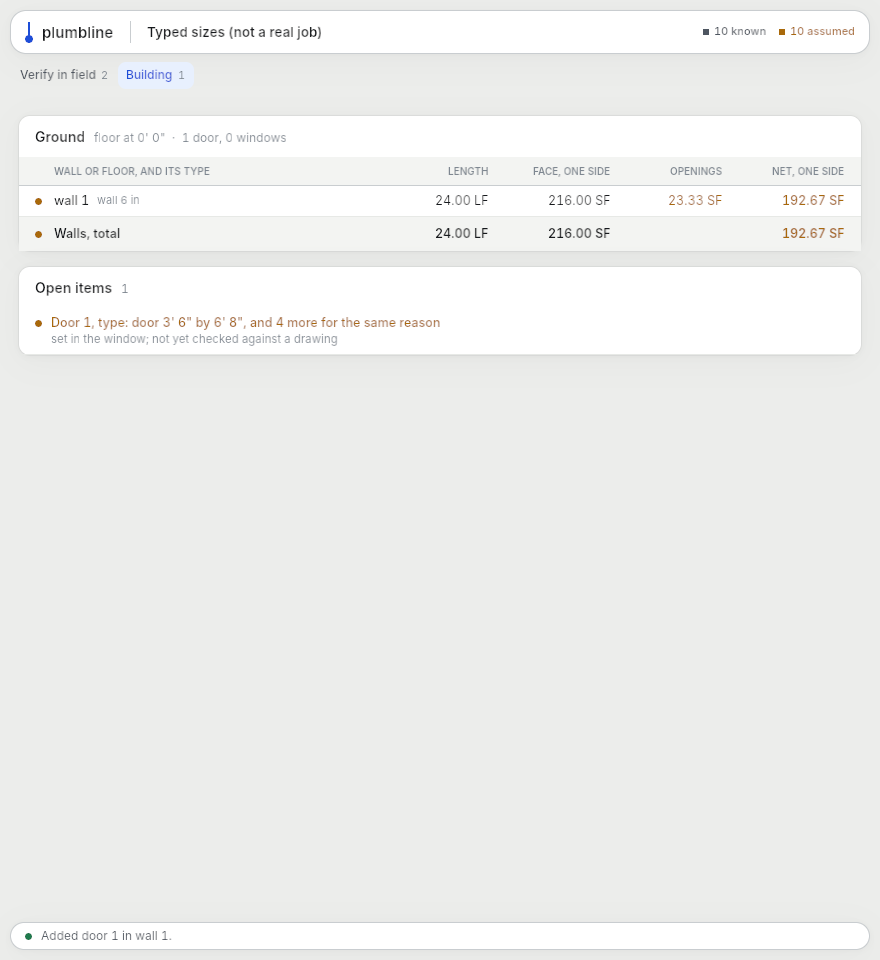 plumbline Typed sizes (not a real job) 10 known 10 assumed
Verify in field 2 Building 1
Ground floor at 0' 0" · 1 door, 0 windows
WALL OR FLOOR, AND ITS TYPE LENGTH FACE, ONE SIDE OPENINGS NET, ONE SIDE
wall 1 wall 6 in 24.00 LF 216.00 SF 23.33 SF 192.67 SF
Walls, total 24.00 LF 216.00 SF 192.67 SF
Open items 1
Door 1, type: door 3' 6" by 6' 8", and 4 more for the same reason
set in the window; not yet checked against a drawing
Added door 1 in wall 1.